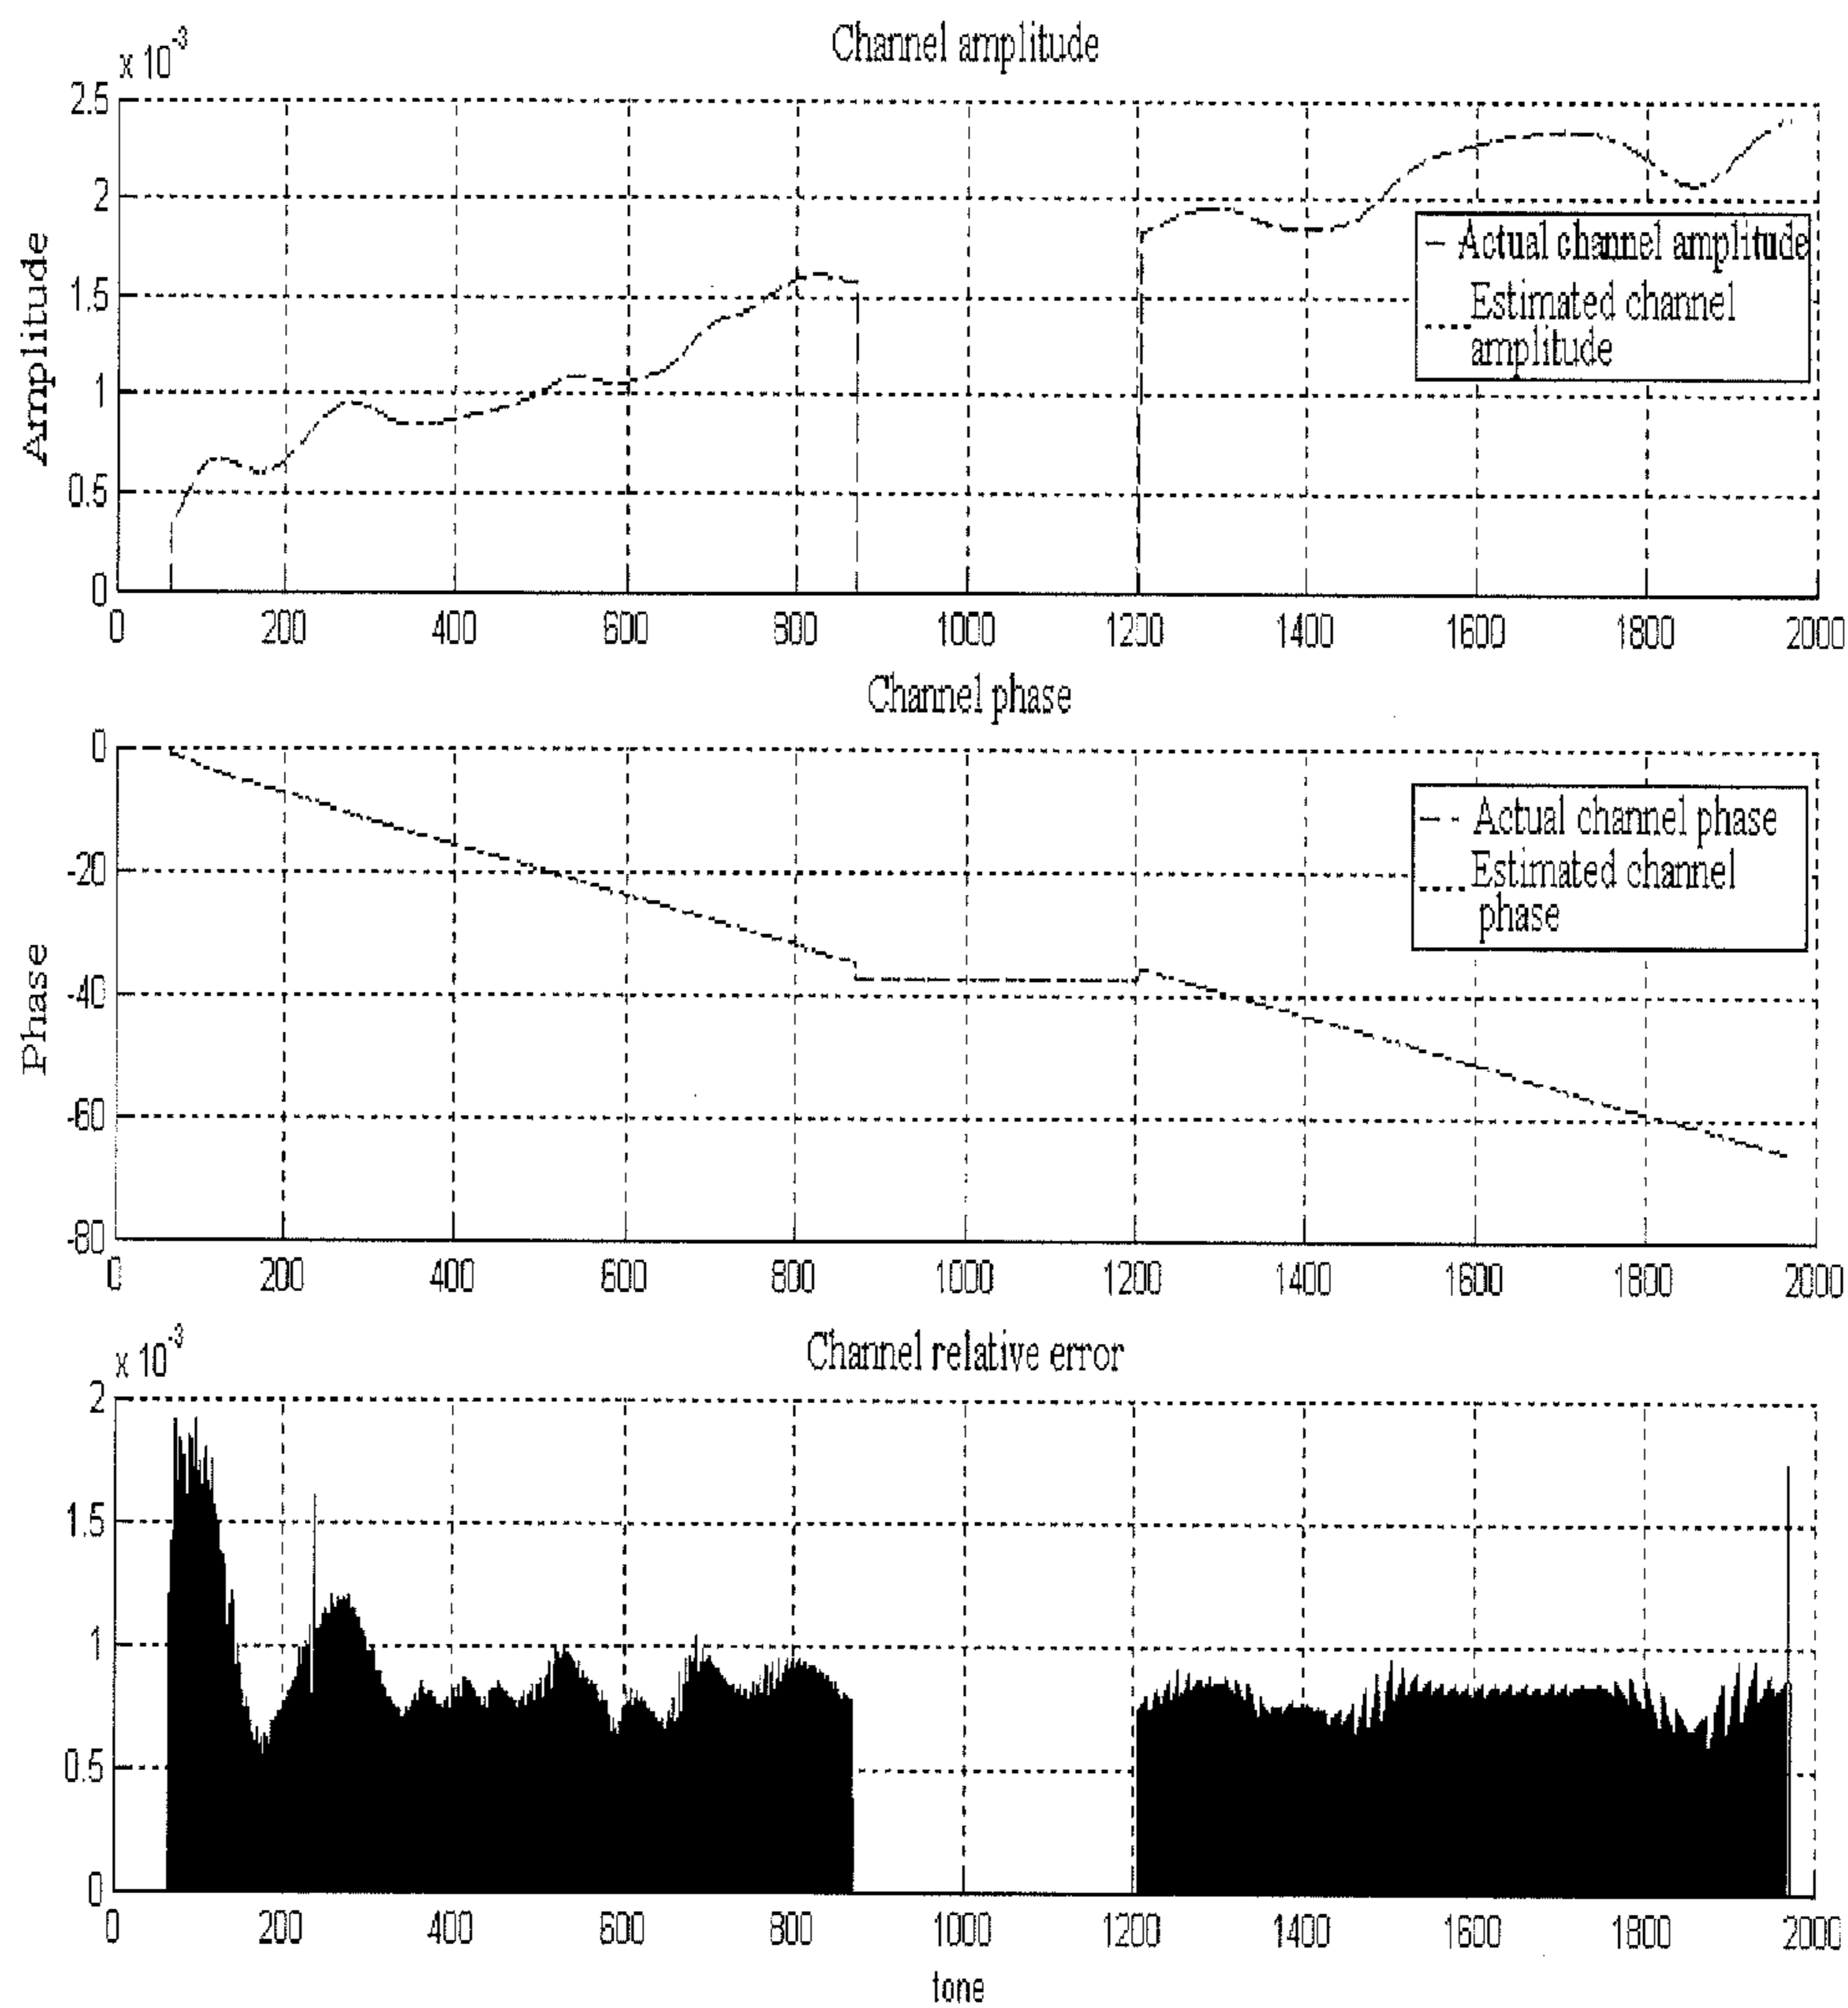 Channel amplitude
x 10⁻³
2.5
2
1.5
1
0.5
0
Amplitude
Actual channel amplitude
Estimated channel
amplitude
0 200 400 600 800 1000 1200 1400 1600 1800 2000
Channel phase
0
-20
-40
-60
-80
Phase
Actual channel phase
Estimated channel
phase
0 200 400 600 800 1000 1200 1400 1600 1800 2000
Channel relative error
x 10⁻³
2
1.5
1
0.5
0
0 200 400 600 800 1000 1200 1400 1600 1800 2000
tone